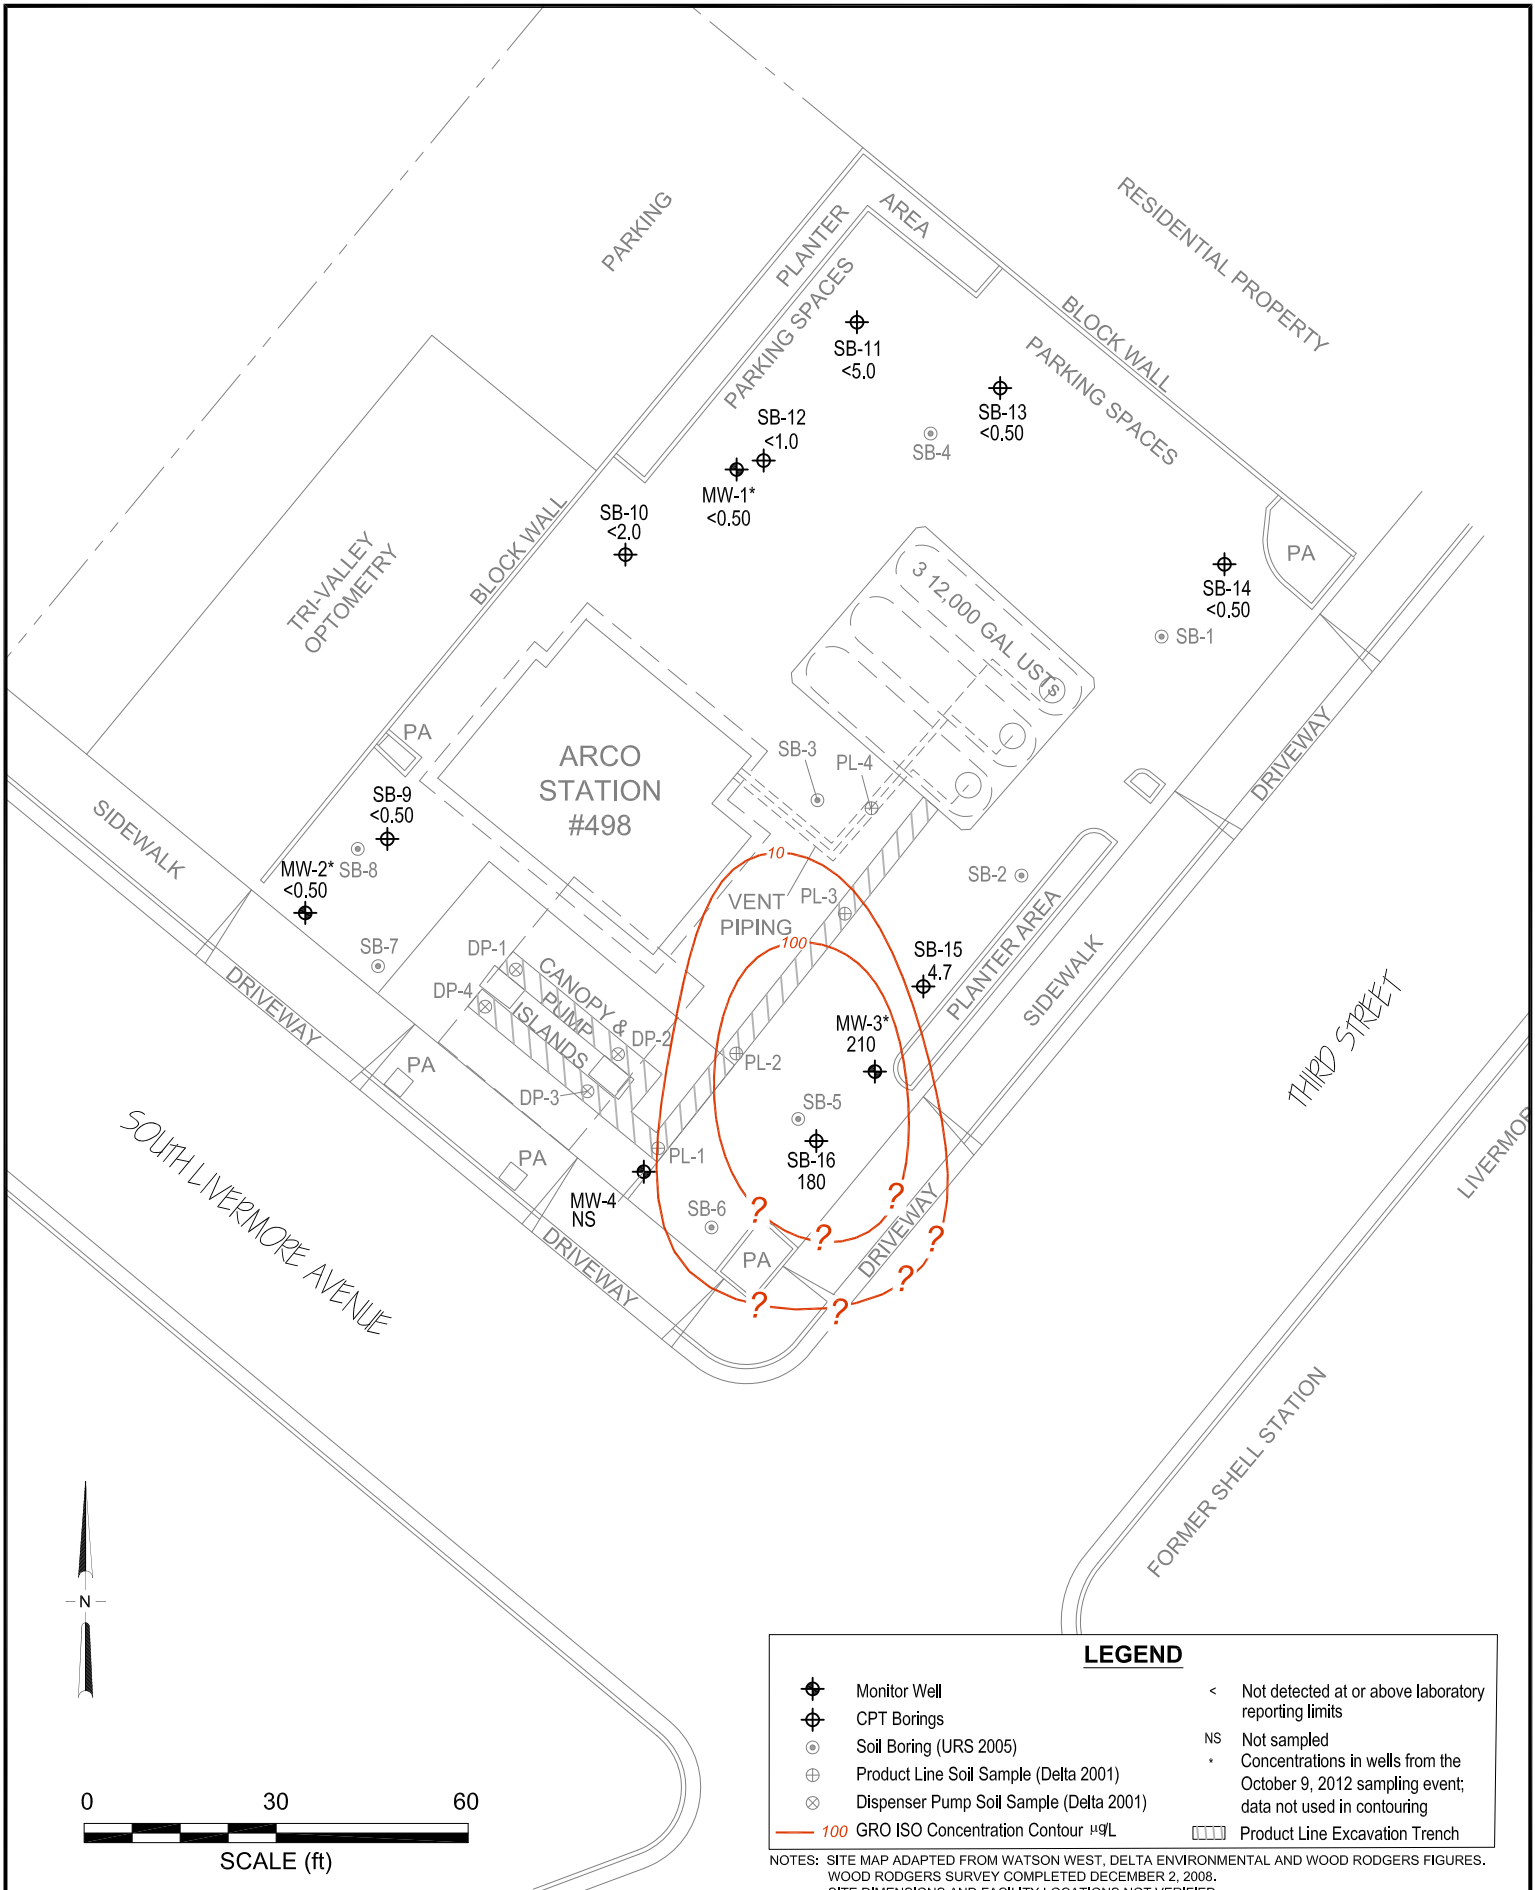 PARKING
PLANTER
AREA
RESIDENTIAL PROPERTY
PARKING SPACES
BLOCK WALL
PARKING SPACES
SB-11
<5.0
SB-13
<0.50
SB-12
<1.0
SB-4
MW-1*
<0.50
SB-10
<2.0
BLOCK WALL
TRI-VALLEY
OPTOMETRY
PA
3 12,000 GAL USTs
SB-14
<0.50
SB-1
PA
ARCO
STATION
#498
SB-3
PL-4
DRIVEWAY
SIDEWALK
SB-9
<0.50
SB-8
MW-2*
<0.50
10
SB-2
VENT
PIPING
PL-3
PLANTER AREA
100
SB-15
4.7
SIDEWALK
SB-7
DP-1
DP-4
CANOPY &
PUMP
ISLANDS
DP-2
DRIVEWAY
MW-3*
210
THIRD STREET
PL-2
PA
DP-3
SB-5
SOUTH LIVERMORE AVENUE
PL-1
SB-16
180
PA
MW-4
NS
SB-6
?
?
?
?
?
?
?
DRIVEWAY
PA
DRIVEWAY
LIVERMOR
FORMER SHELL STATION
N
0 30 60
SCALE (ft)
LEGEND
Monitor Well
CPT Borings
Soil Boring (URS 2005)
Product Line Soil Sample (Delta 2001)
Dispenser Pump Soil Sample (Delta 2001)
100 GRO ISO Concentration Contour µg/L
< Not detected at or above laboratory
reporting limits
NS Not sampled
* Concentrations in wells from the
October 9, 2012 sampling event;
data not used in contouring
Product Line Excavation Trench
NOTES: SITE MAP ADAPTED FROM WATSON WEST, DELTA ENVIRONMENTAL AND WOOD RODGERS FIGURES.
WOOD RODGERS SURVEY COMPLETED DECEMBER 2, 2008.
SITE DIMENSIONS AND FACILITY LOCATIONS NOT VERIFIED